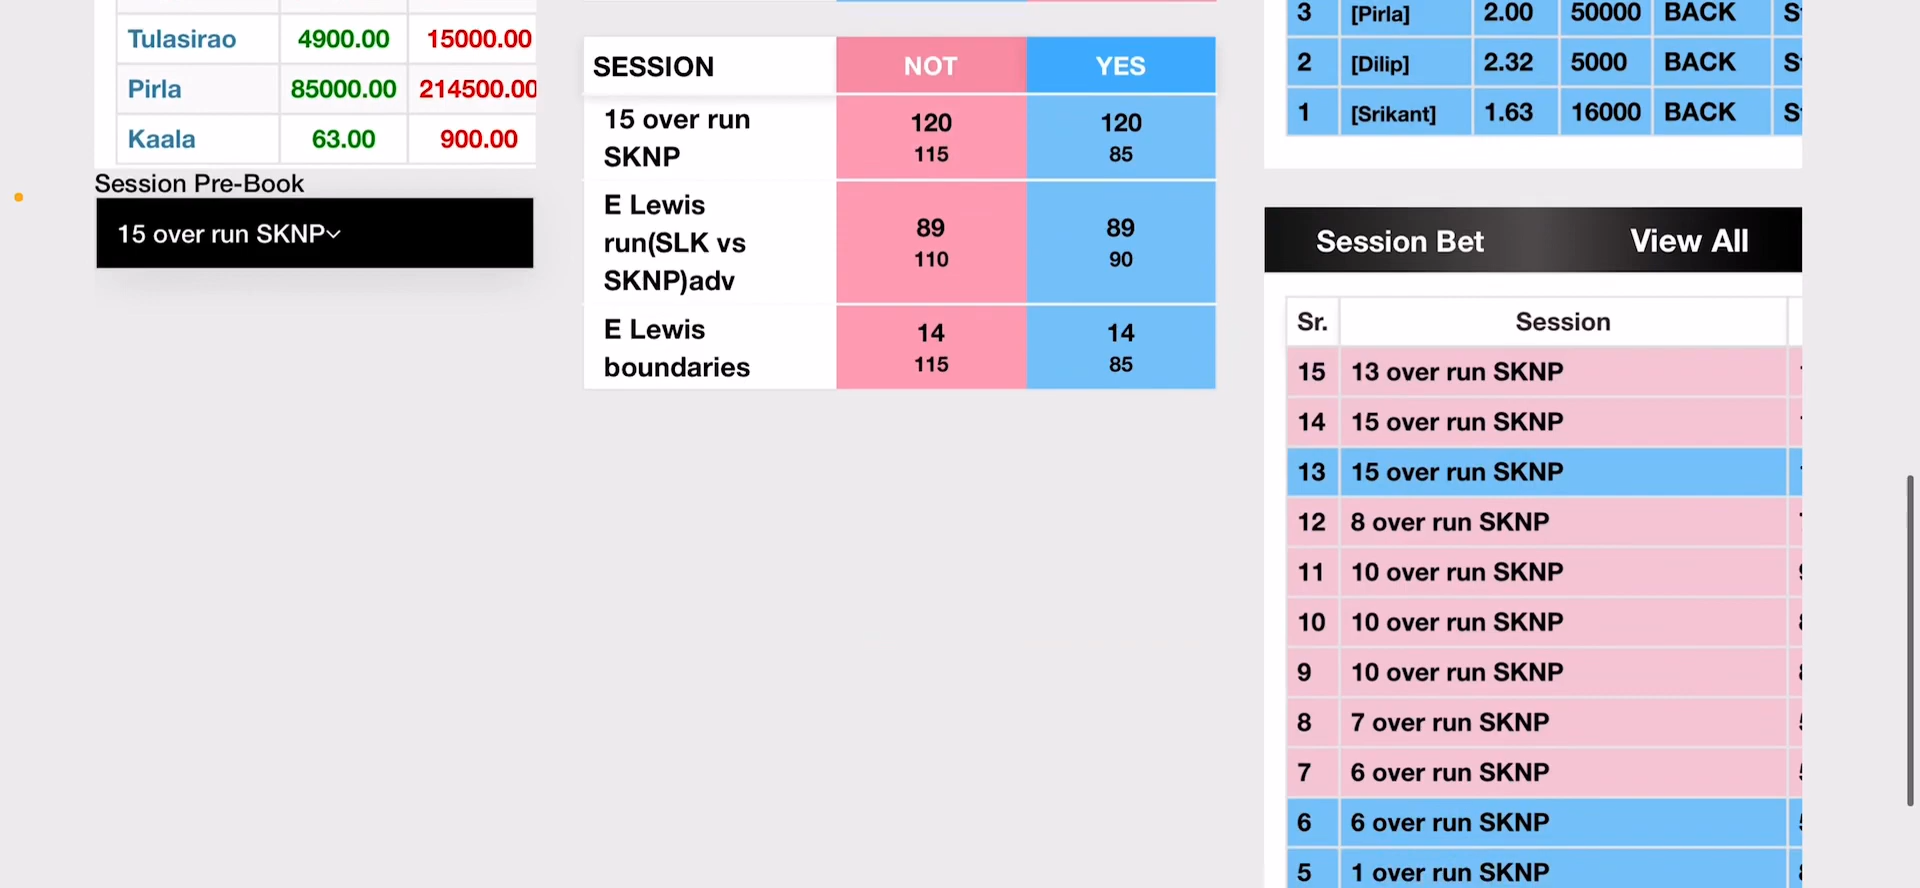 Tulasirao 4900.00 15000.00
Pirla 85000.00 214500.00
Kaala 63.00 900.00
Session Pre-Book
15 over run SKNP
SESSION NOT YES
15 over run 120 120
SKNP 115 85
E Lewis
run(SLK vs 89 89
SKNP)adv 110 90
E Lewis 14 14
boundaries 115 85
3 [Pirla] 2.00 50000 BACK
2 [Dilip] 2.32 5000 BACK
1 [Srikant] 1.63 16000 BACK
Session Bet View All
Sr. Session
15 13 over run SKNP
14 15 over run SKNP
13 15 over run SKNP
12 8 over run SKNP
11 10 over run SKNP
10 10 over run SKNP
9 10 over run SKNP
8 7 over run SKNP
7 6 over run SKNP
6 6 over run SKNP
5 1 over run SKNP